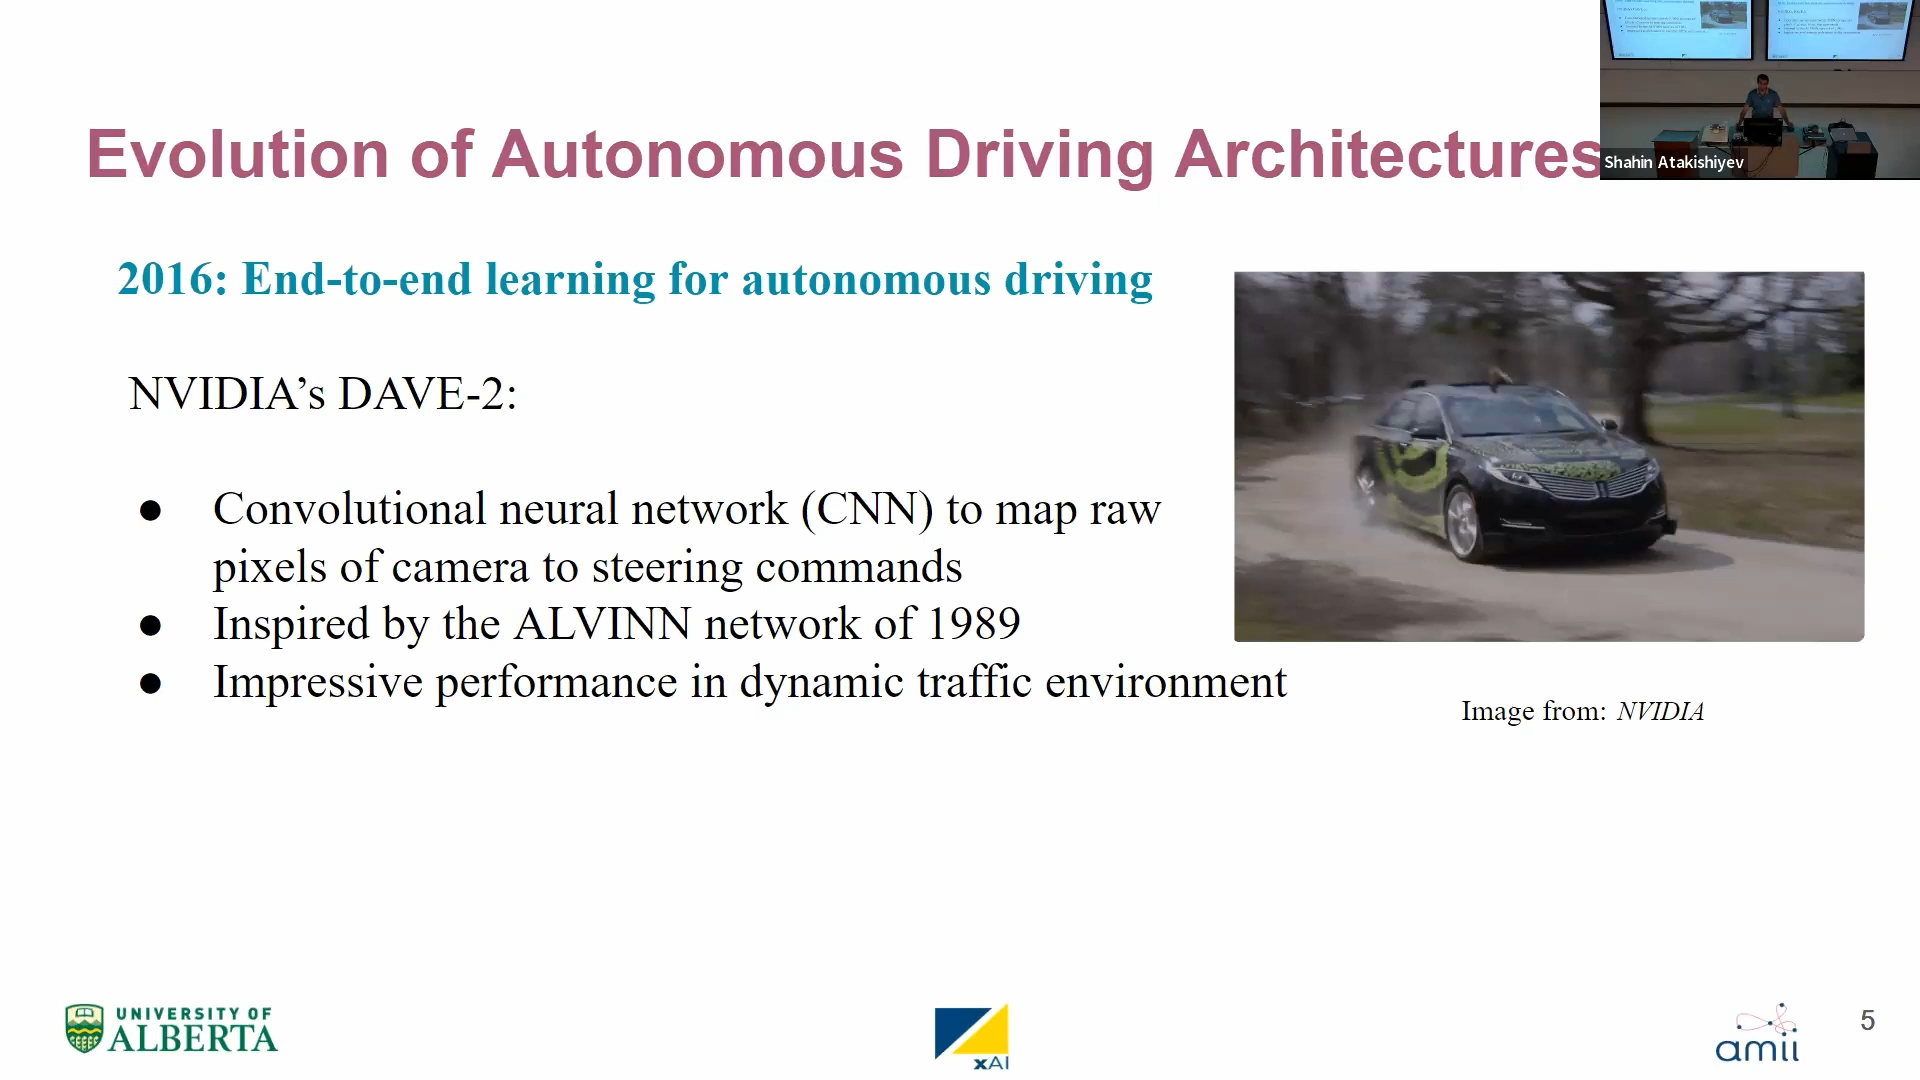 Evolution of Autonomous Driving Architectures
Shahin Atakishiyev
2016: End-to-end learning for autonomous driving
NVIDIA’s DAVE-2:
● Convolutional neural network (CNN) to map raw
pixels of camera to steering commands
● Inspired by the ALVINN network of 1989
● Impressive performance in dynamic traffic environment
Image from: NVIDIA
UNIVERSITY OF
ALBERTA
xAI
amii
5